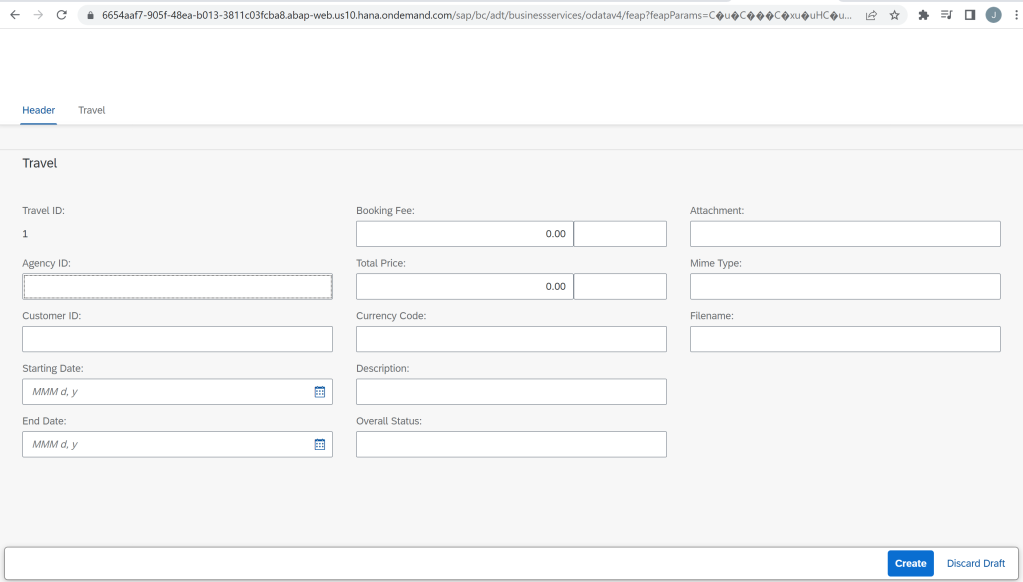 6654aaf7-905f-48ea-b013-3811c03fcba8.abap-web.us10.hana.ondemand.com/sap/bc/adt/businessservices/odatav4/feap?feapParams=C�u�C���C�xu�uHC�u... J
Header Travel
Travel
Travel ID:
1
Agency ID:
Customer ID:
Starting Date:
MMM d, y
End Date:
MMM d, y
Booking Fee:
0.00
Total Price:
0.00
Currency Code:
Description:
Overall Status:
Attachment:
Mime Type:
Filename:
Create Discard Draft